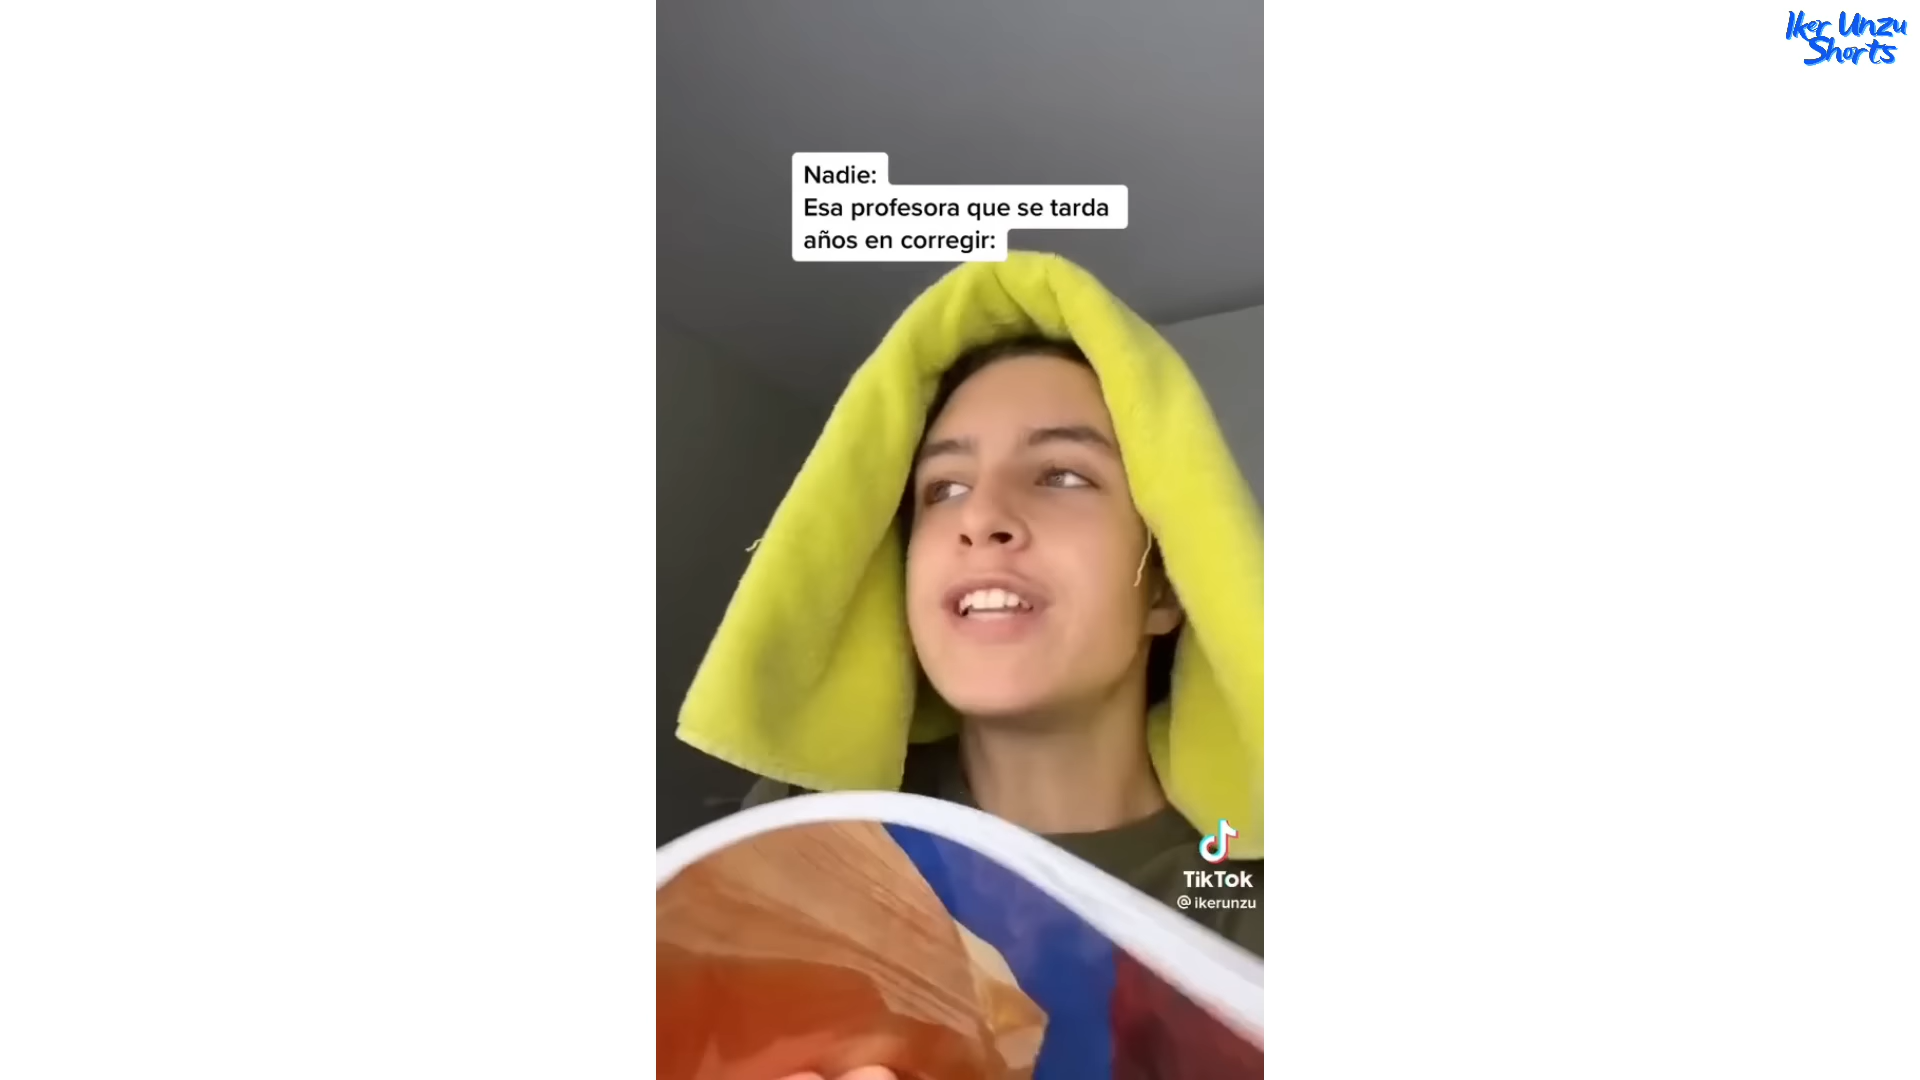 Iker Unzu
Shorts
Nadie:
Esa profesora que se tarda
años en corregir:
TikTok
@ikerunzu